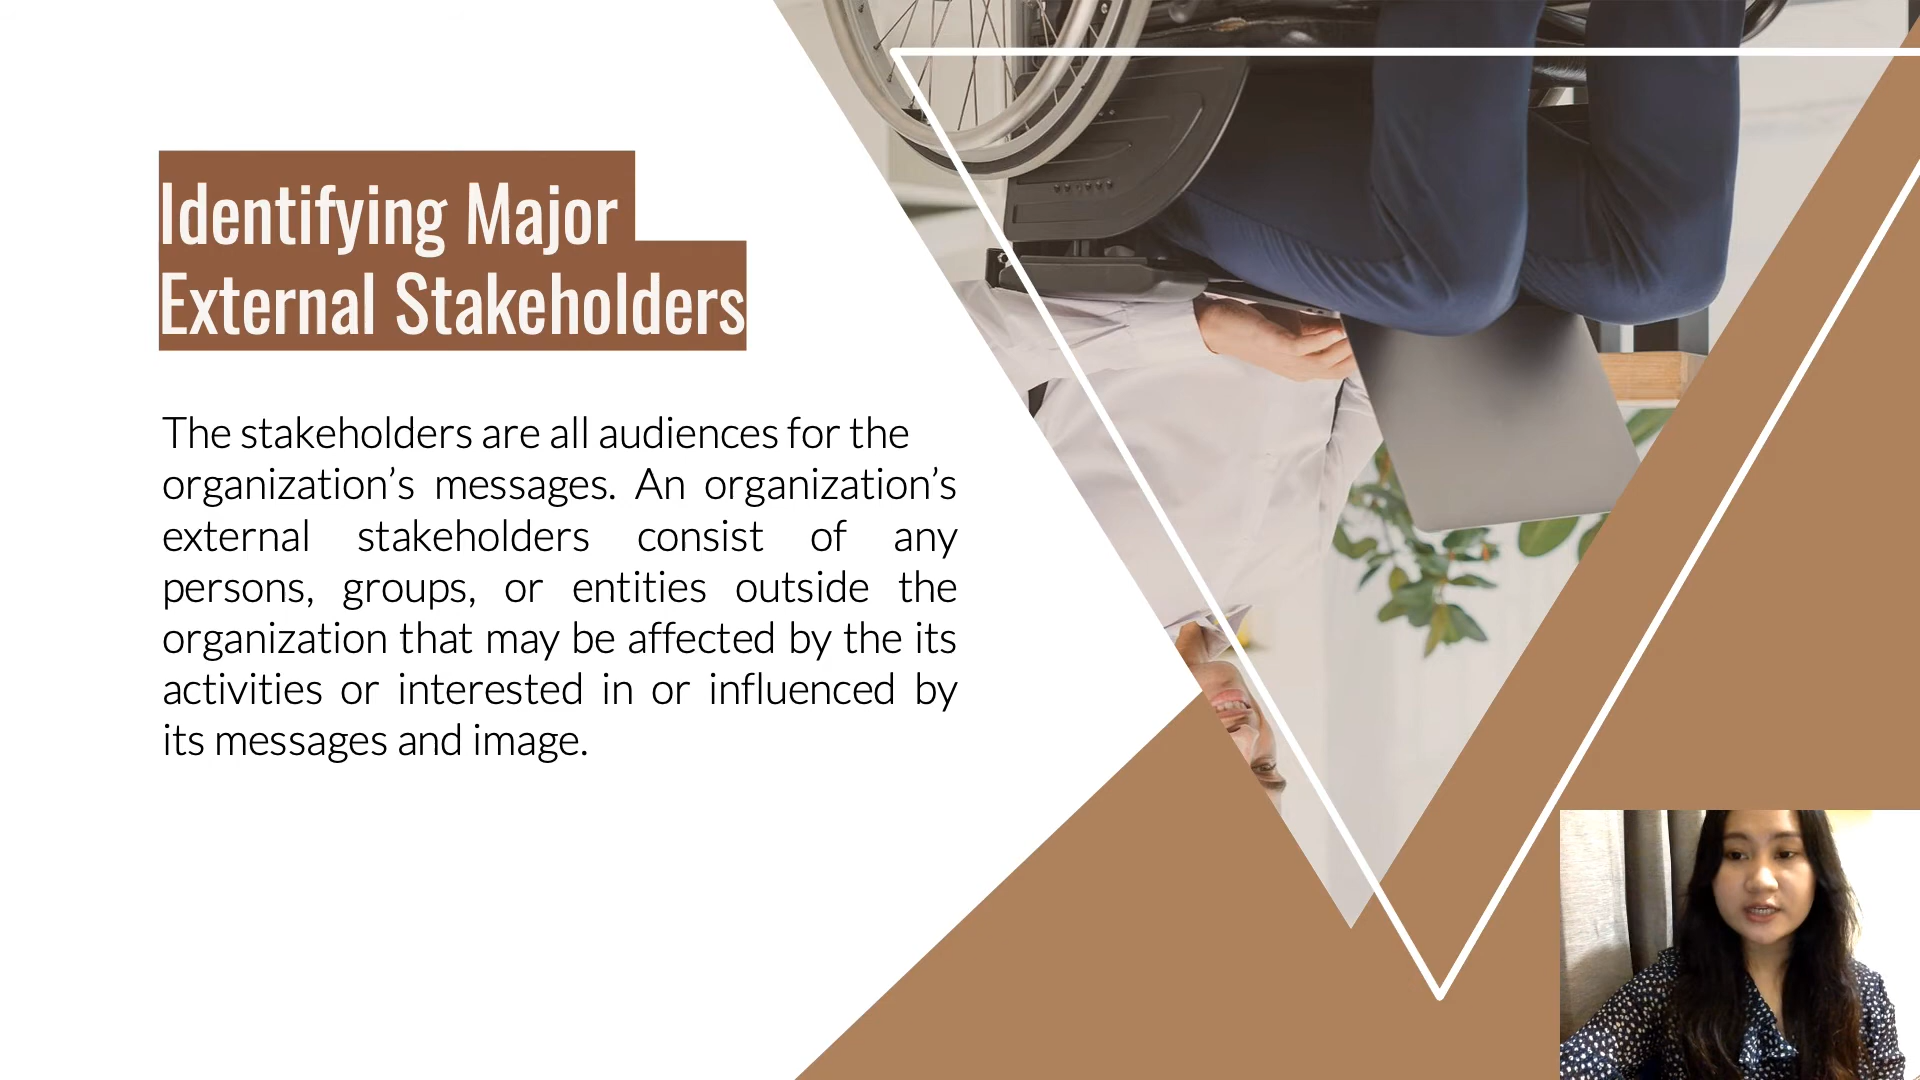 Identifying Major
External Stakeholders
The stakeholders are all audiences for the
organization’s messages. An organization’s
external stakeholders consist of any
persons, groups, or entities outside the
organization that may be affected by the its
activities or interested in or influenced by
its messages and image.